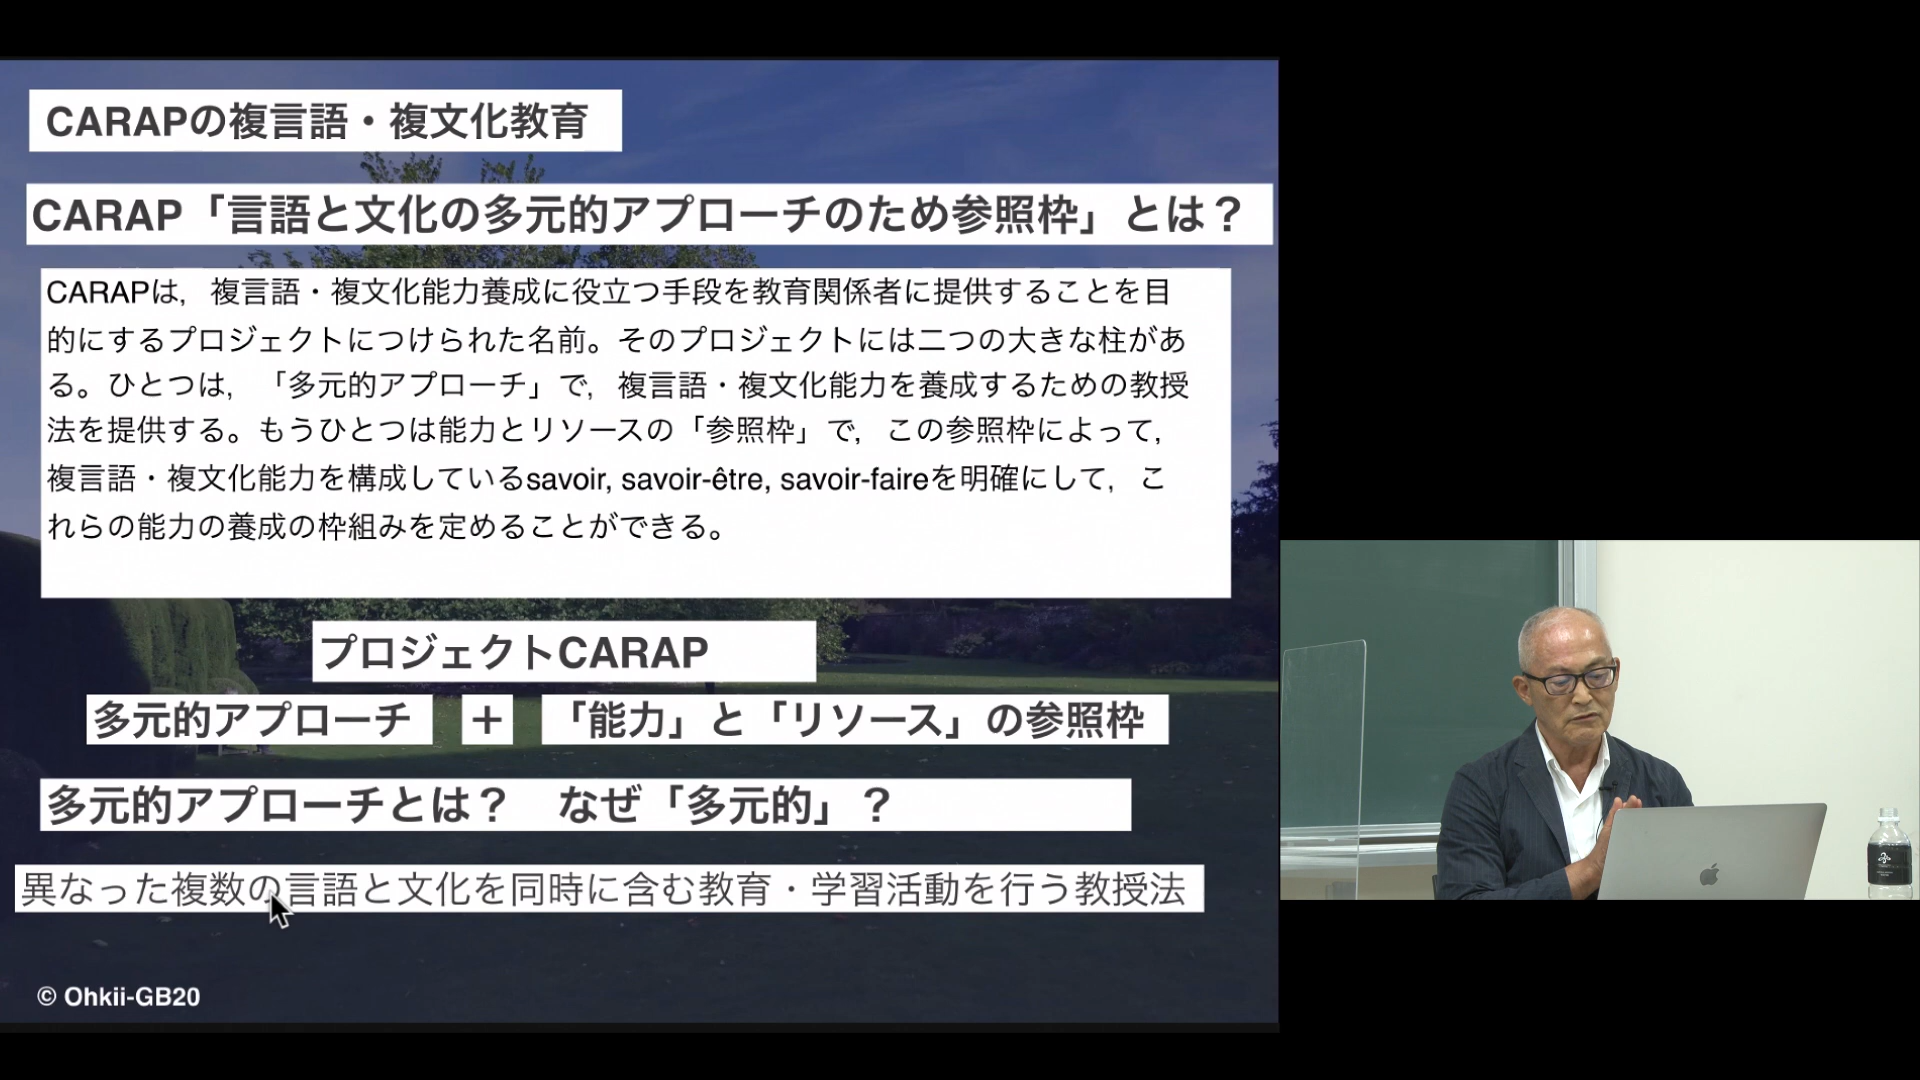 CARAPの複言語・複文化教育
CARAP「言語と文化の多元的アプローチのため参照枠」とは？
CARAPは，複言語・複文化能力養成に役立つ手段を教育関係者に提供することを目
的にするプロジェクトにつけられた名前。そのプロジェクトには二つの大きな柱があ
る。ひとつは，「多元的アプローチ」で，複言語・複文化能力を養成するための教授
法を提供する。もうひとつは能力とリソースの「参照枠」で，この参照枠によって，
複言語・複文化能力を構成しているsavoir, savoir-être, savoir-faireを明確にして，こ
れらの能力の養成の枠組みを定めることができる。
プロジェクトCARAP
多元的アプローチ ＋ 「能力」と「リソース」の参照枠
多元的アプローチとは？　なぜ「多元的」？
異なった複数の言語と文化を同時に含む教育・学習活動を行う教授法
© Ohkii-GB20